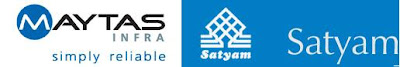 MAYTAS
INFRA
simply reliable
Satyam
Satyam